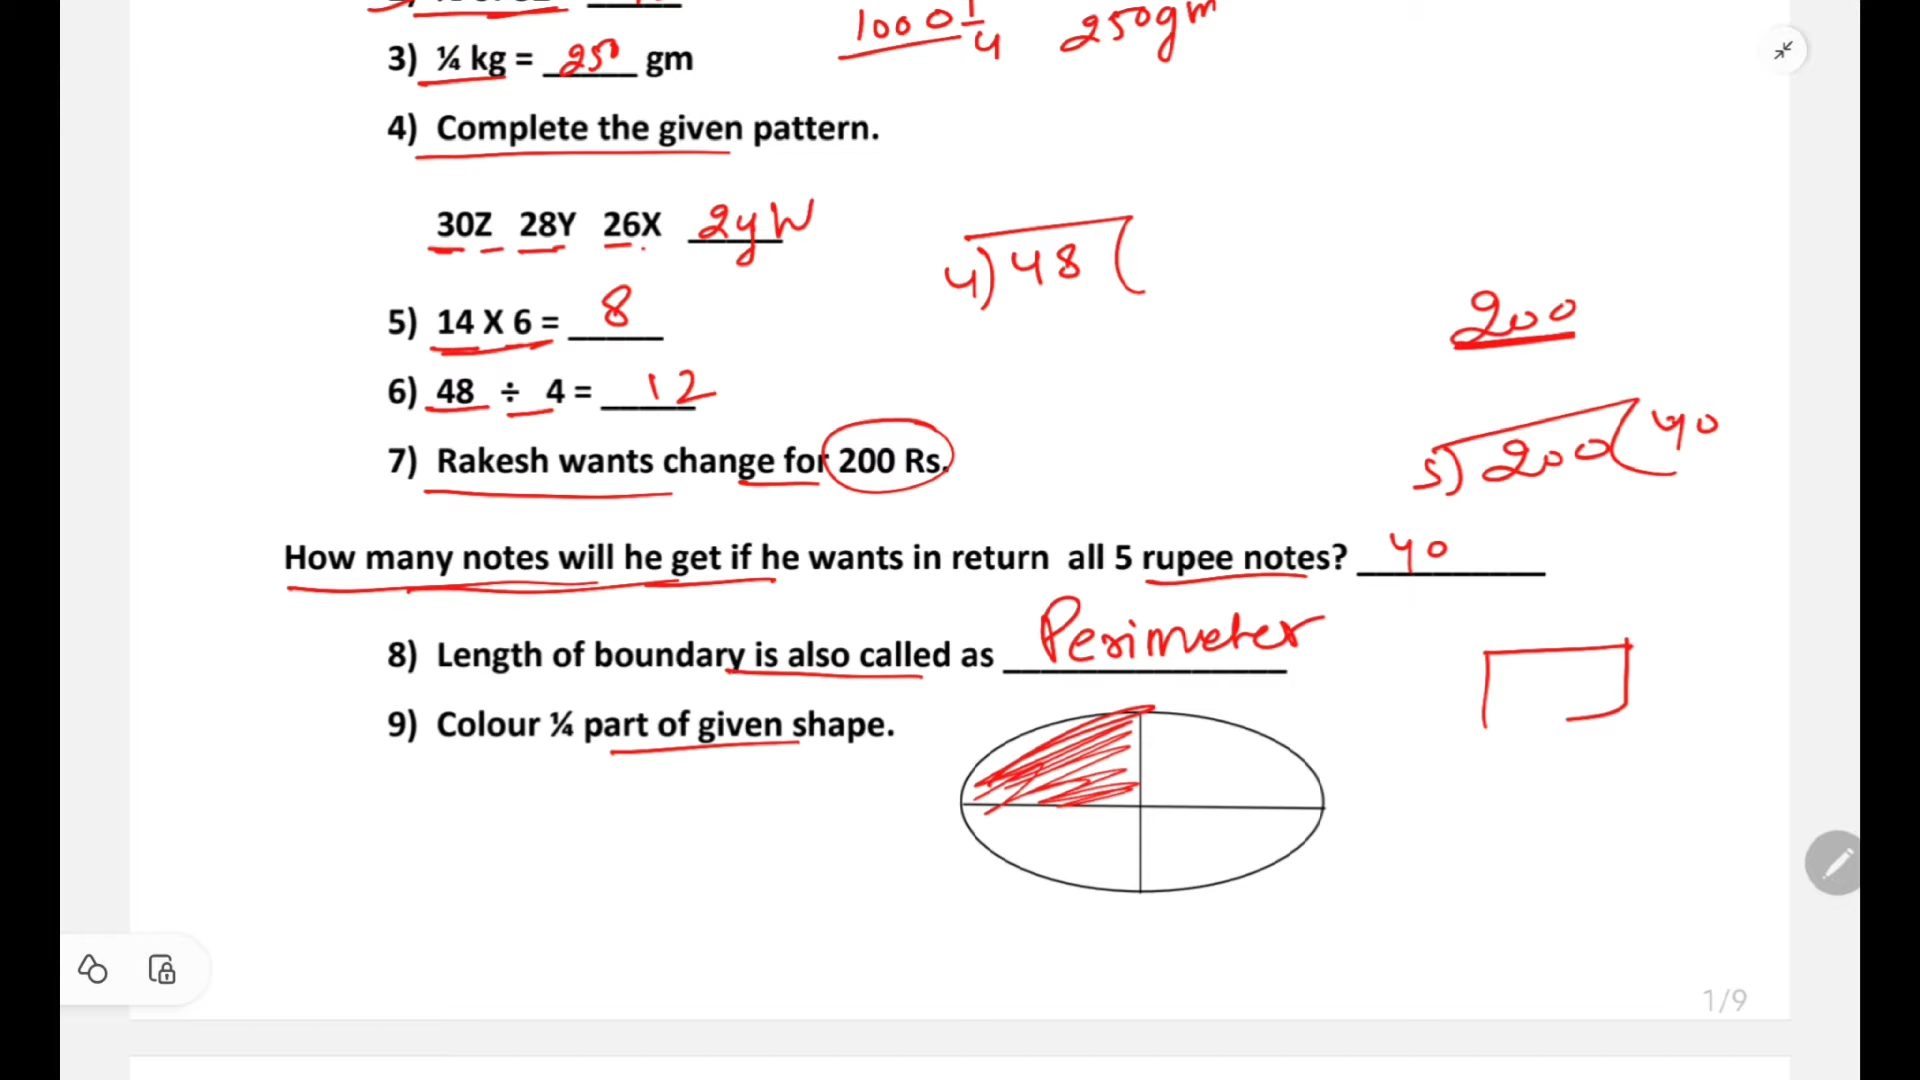 1000 1/4 250gm
3) ¼ kg = 250 gm
4) Complete the given pattern.
30Z 28Y 26X 24W
4)48(
5) 14 X 6 = 8
200
6) 48 ÷ 4 = 12
5)200(40
7) Rakesh wants change for 200 Rs.
How many notes will he get if he wants in return all 5 rupee notes? 40
8) Length of boundary is also called as Perimeter
9) Colour ¼ part of given shape.
1/9